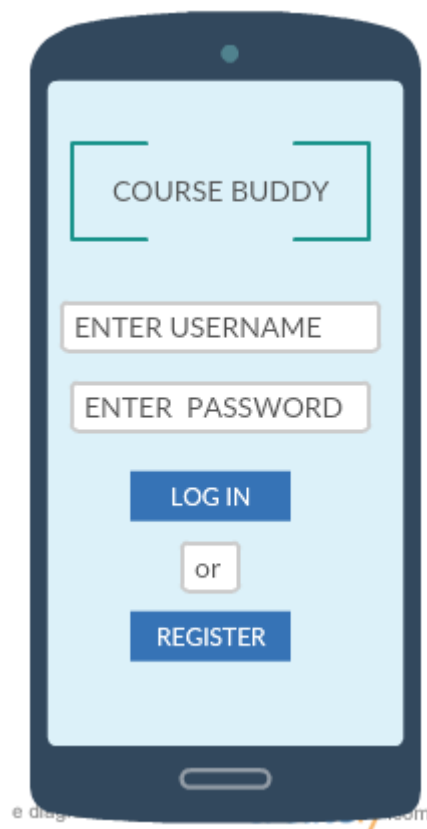 COURSE BUDDY
ENTER USERNAME
ENTER PASSWORD
LOG IN
or
REGISTER